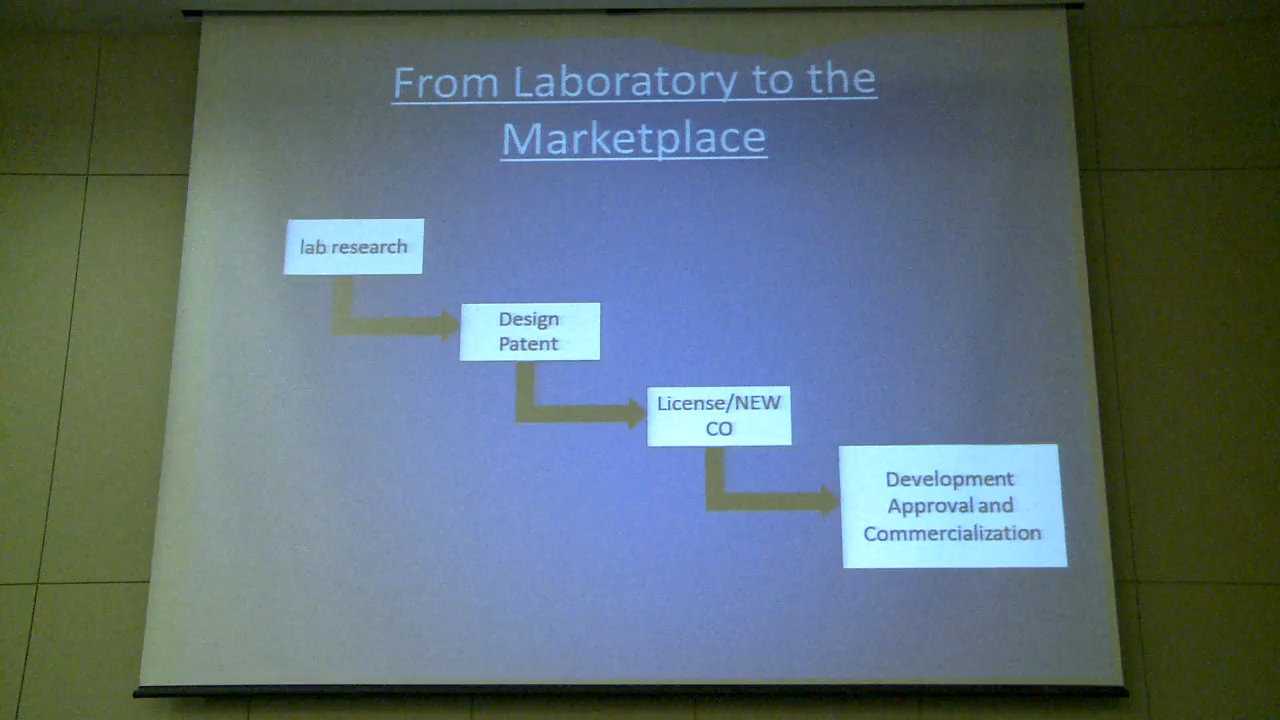 From Laboratory to the
Marketplace
lab research
Design
Patent
License/NEW
CO
Development
Approval and
Commercialization